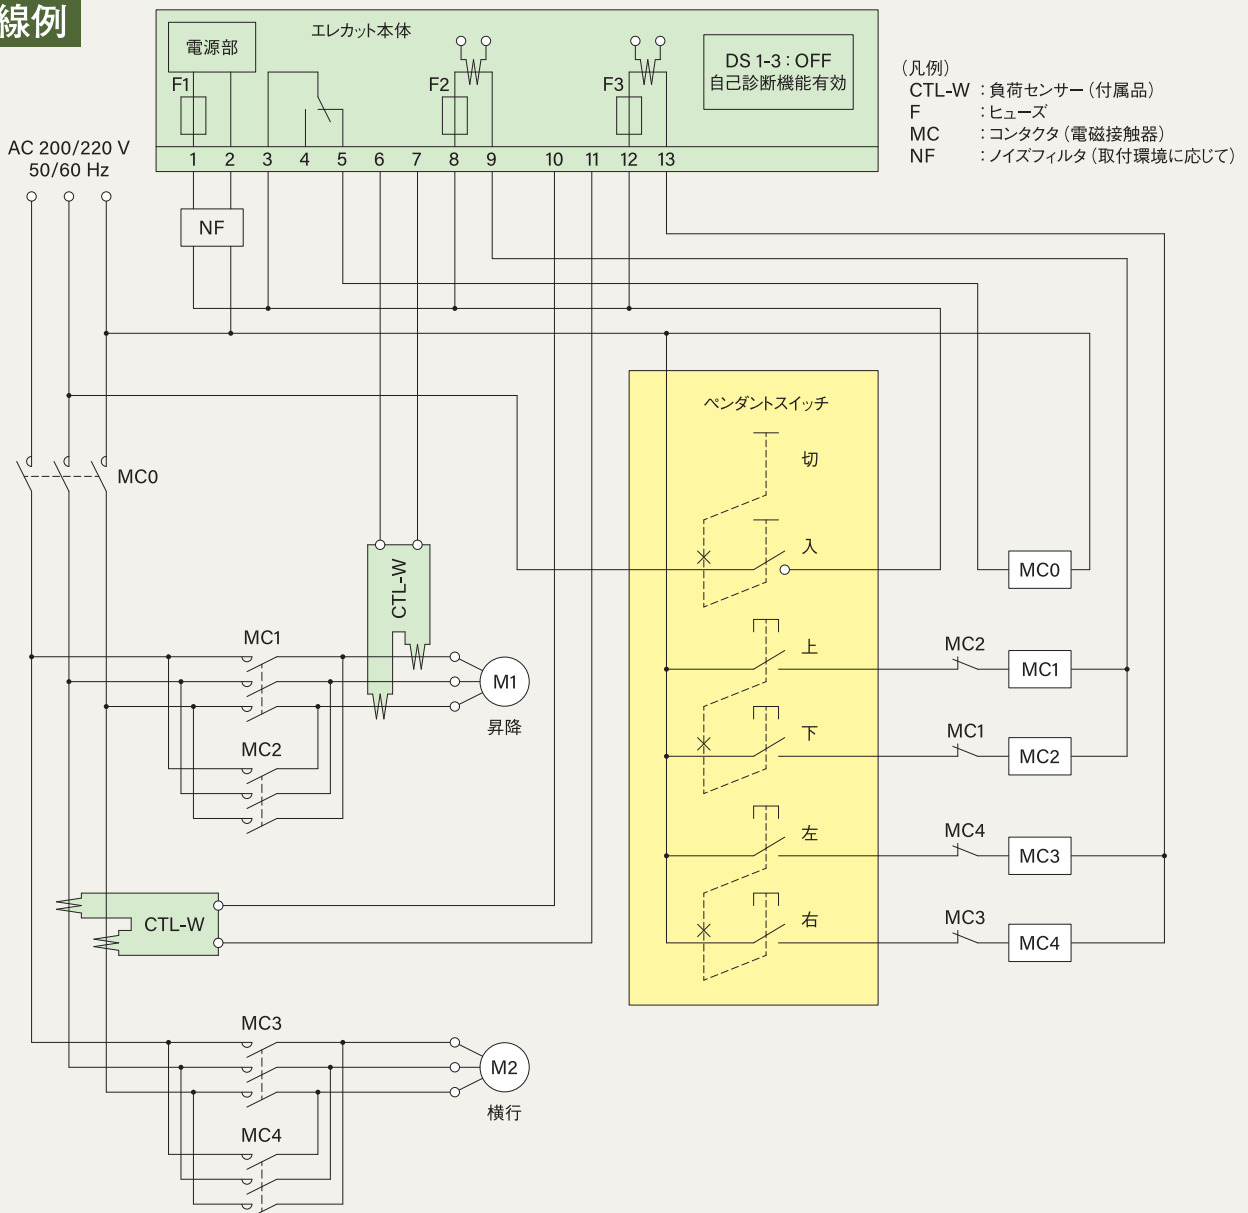 線例
エレカット本体
電源部
F1
F2
F3
DS 1-3 : OFF
自己診断機能有効
(凡例)
CTL-W : 負荷センサー (付属品)
F : ヒューズ
MC : コンタクタ (電磁接触器)
NF : ノイズフィルタ (取付環境に応じて)
AC 200/220 V
50/60 Hz
1 2 3 4 5 6 7 8 9 10 11 12 13
NF
ペンダントスイッチ
切
MC0
入
MC0
CTL-W
MC1
上
MC2
MC1
M1
昇降
下
MC1
MC2
MC2
左
MC4
MC3
CTL-W
右
MC3
MC4
MC3
M2
横行
MC4